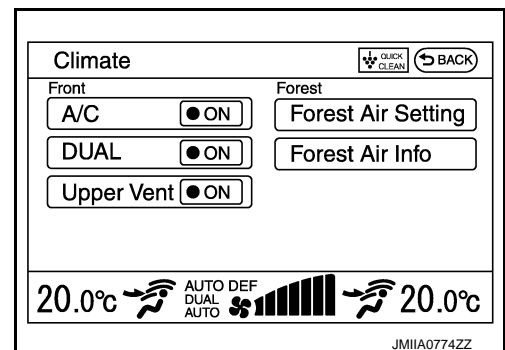 Climate
QUICK CLEAN
BACK
Front
A/C ON
DUAL ON
Upper Vent ON
Forest
Forest Air Setting
Forest Air Info
20.0℃
AUTO DEF
DUAL
AUTO
20.0℃
JMIIA0774ZZ